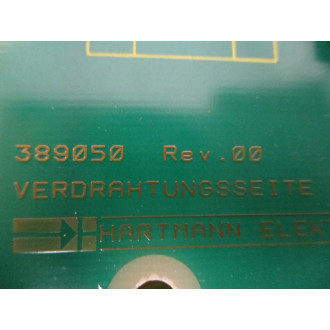 389050 Rev.00
VERDRAHTUNGSSEITE
HARTMANN ELEK